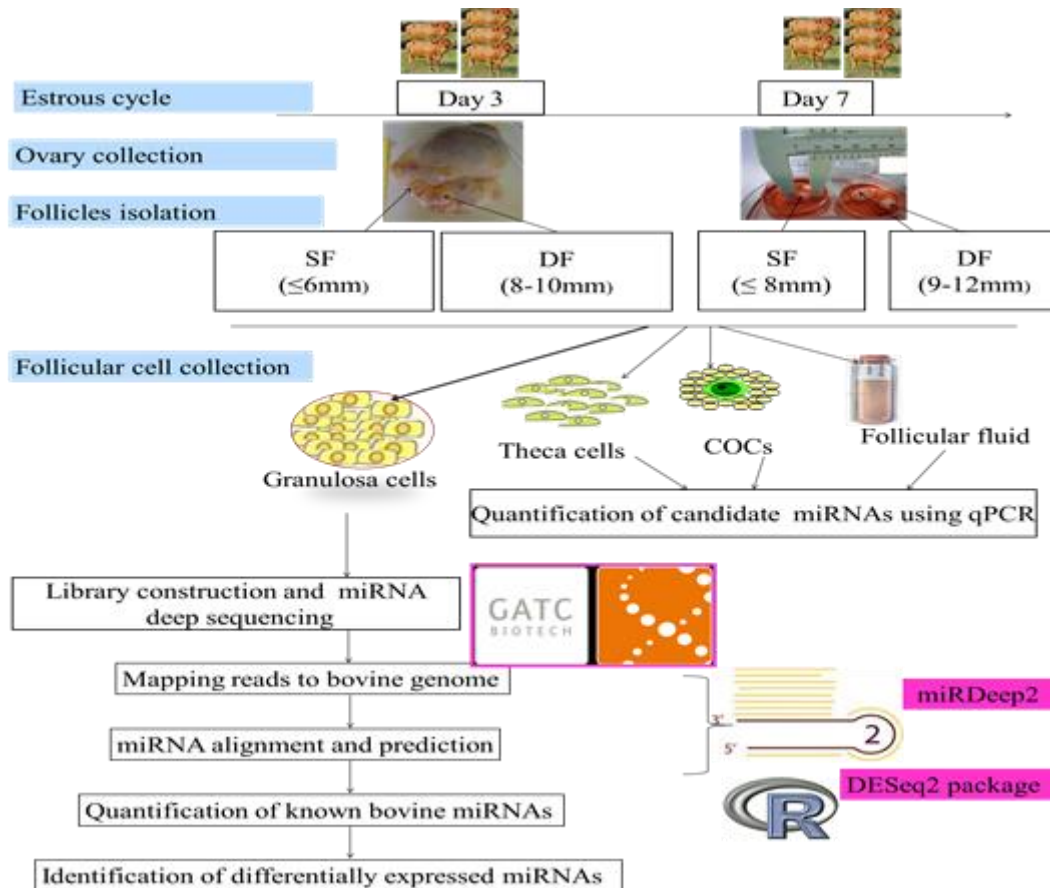 Estrous cycle
Day 3
Day 7
Ovary collection
Follicles isolation
SF
(≤6mm)
DF
(8-10mm)
SF
(≤ 8mm)
DF
(9-12mm)
Follicular cell collection
Granulosa cells
Theca cells
COCs
Follicular fluid
Quantification of candidate miRNAs using qPCR
Library construction and miRNA
deep sequencing
GATC
BIOTECH
Mapping reads to bovine genome
miRDeep2
3'
5'
2
miRNA alignment and prediction
DESeq2 package
R
Quantification of known bovine miRNAs
Identification of differentially expressed miRNAs